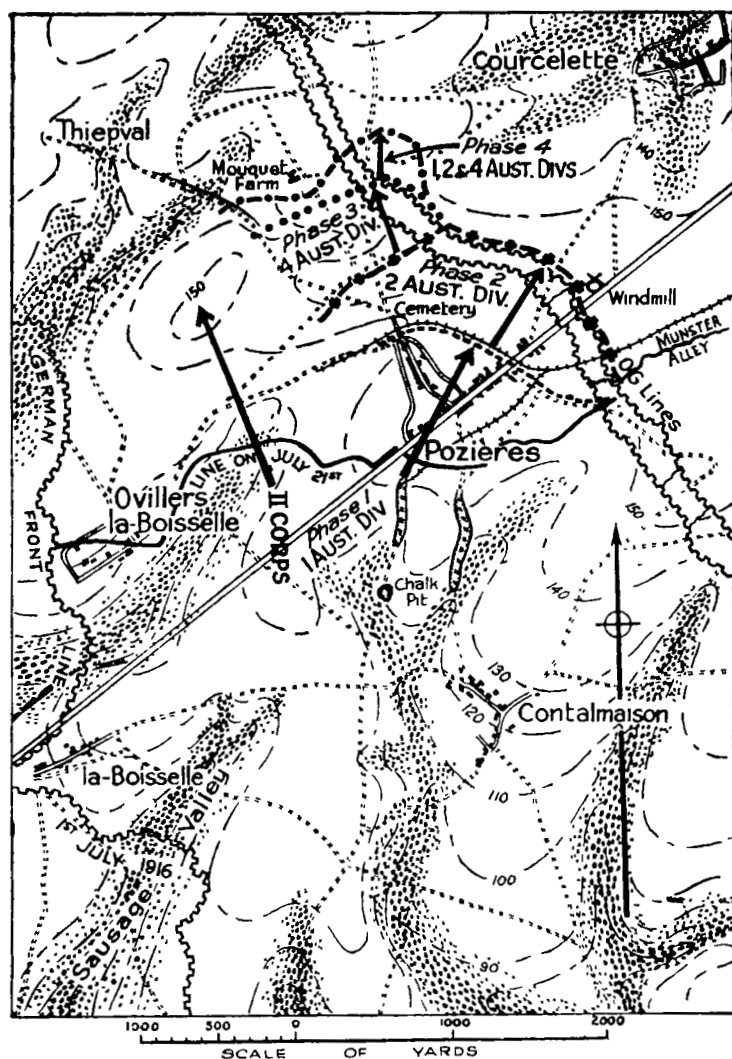 Courcelette
Thiepval
140
Phase 4
1,2 & 4 AUST. DIVS
Mouquet
Farm
150
Phase 3
4 AUST. DIV.
Phase 2
2 AUST. DIV.
Cemetery
150
Windmill
MUNSTER
ALLEY
OG Lines
GERMAN
FRONT
LINE
LINE ON JULY 21ST
Pozieres
Ovillers
la-Boisselle
II CORPS
Phase 1
1 AUST. DIV
150
140
Chalk
Pit
130
120
Contalmaison
la-Boisselle
110
1ST JULY
1916
Sausage Valley
100
90
1000 500 0 1000 2000
SCALE OF YARDS